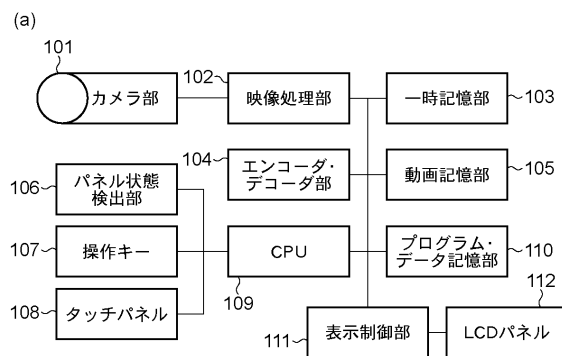 (a)
101
カメラ部
102
映像処理部
一時記憶部
103
104
エンコーダ・
デコーダ部
動画記憶部
105
106
パネル状態
検出部
107
操作キー
CPU
109
プログラム・
データ記憶部
110
108
タッチパネル
111
表示制御部
112
LCDパネル